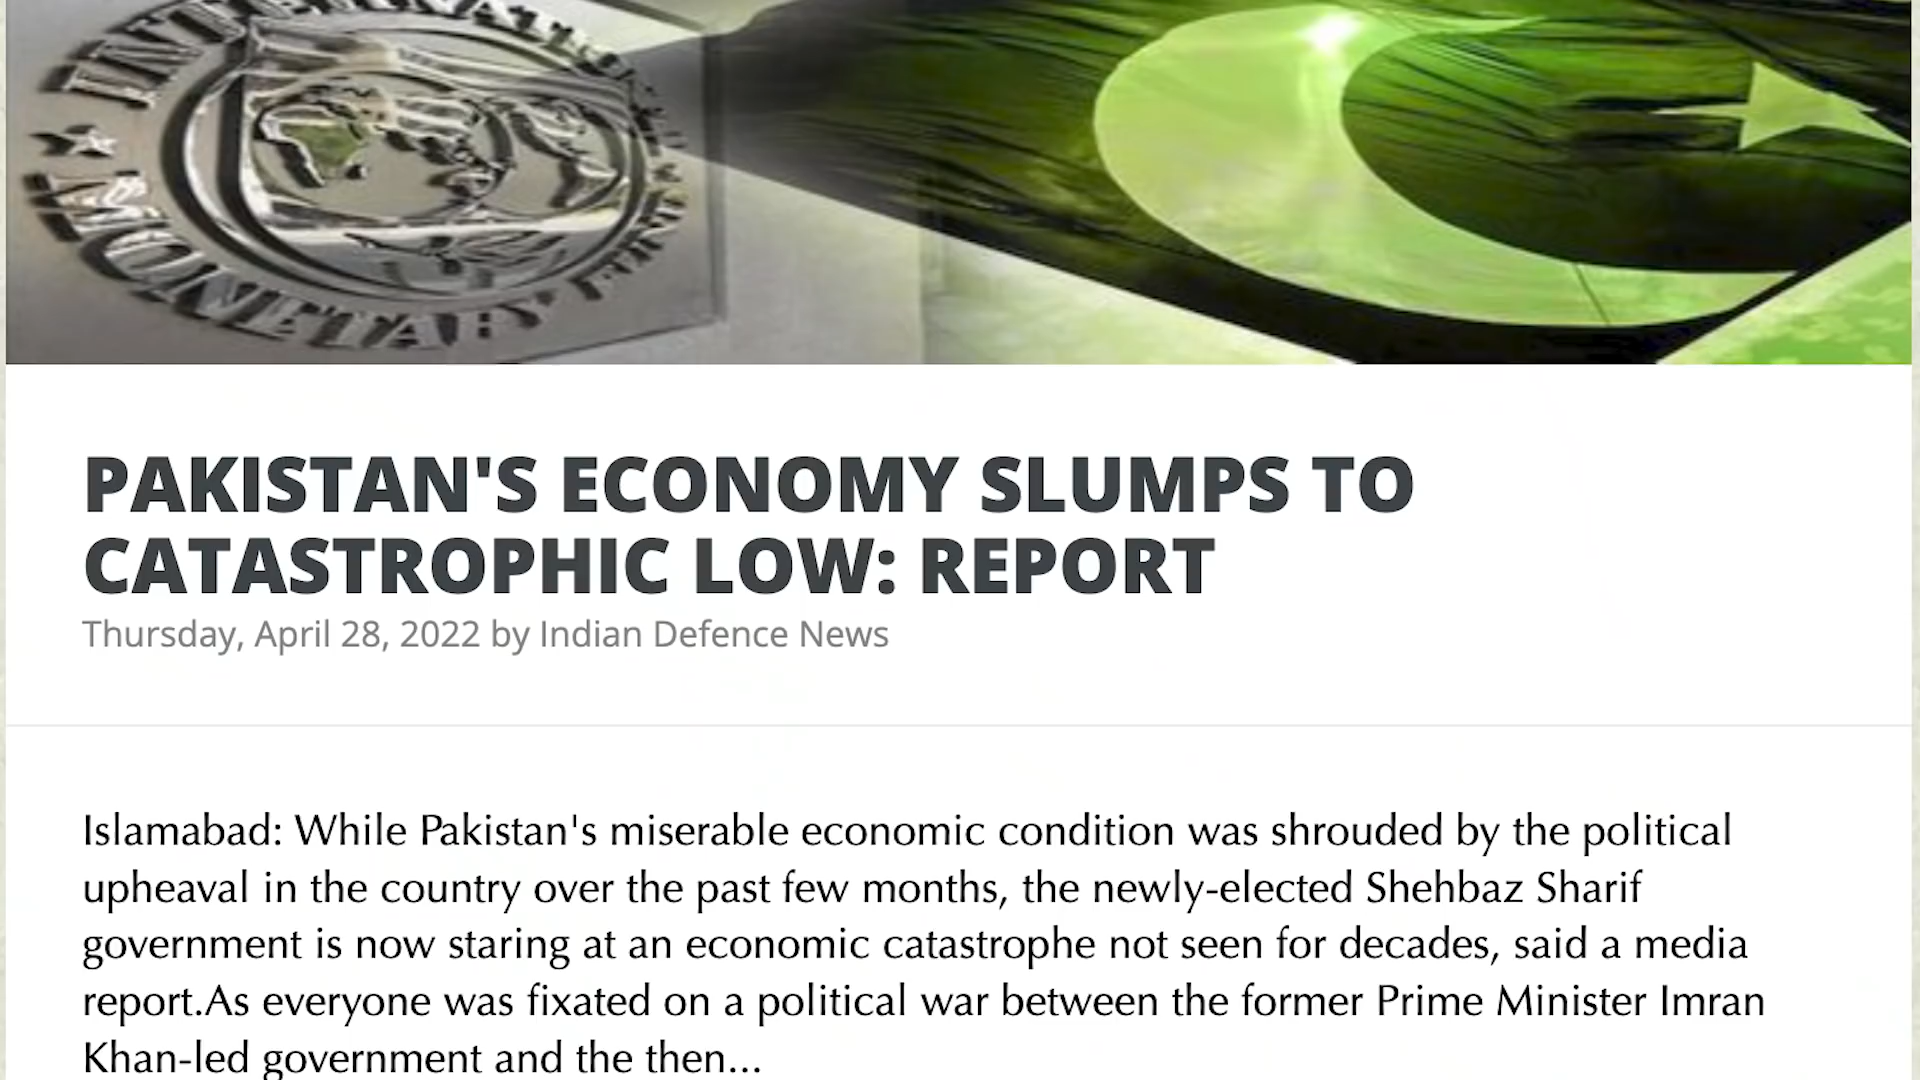 INTERNATIONAL
MONETARY FUND
PAKISTAN'S ECONOMY SLUMPS TO
CATASTROPHIC LOW: REPORT
Thursday, April 28, 2022 by Indian Defence News
Islamabad: While Pakistan's miserable economic condition was shrouded by the political
upheaval in the country over the past few months, the newly-elected Shehbaz Sharif
government is now staring at an economic catastrophe not seen for decades, said a media
report.As everyone was fixated on a political war between the former Prime Minister Imran
Khan-led government and the then...